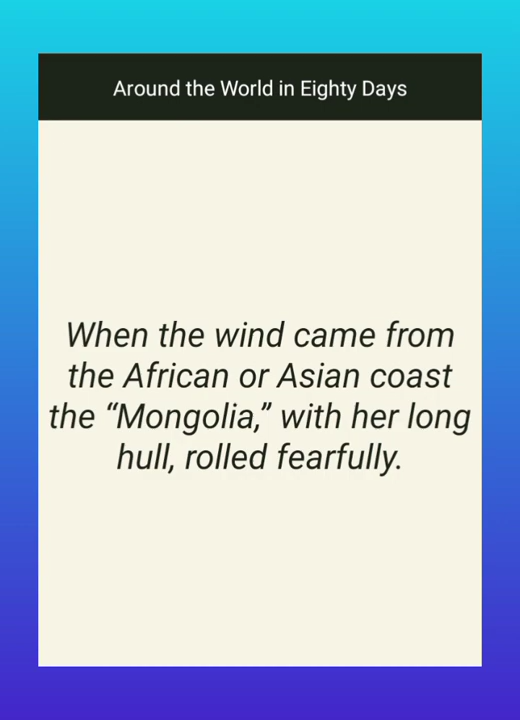 Around the World in Eighty Days
When the wind came from
the African or Asian coast
the “Mongolia,” with her long
hull, rolled fearfully.